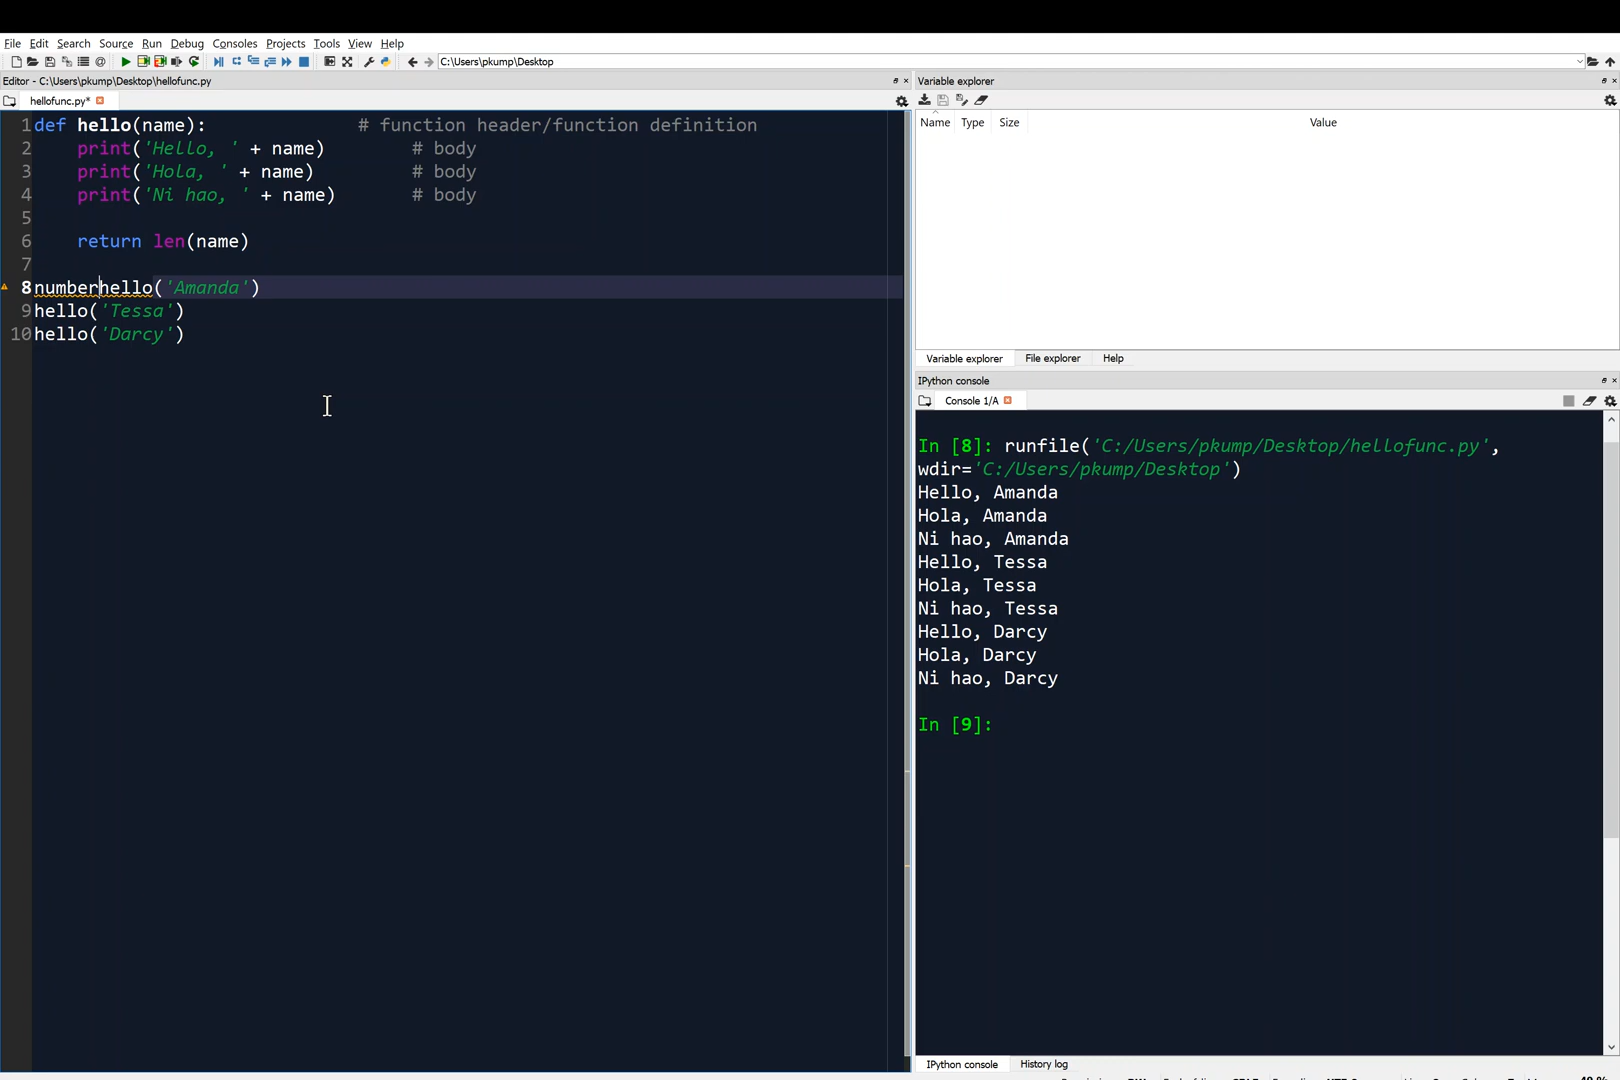 File Edit Search Source Run Debug Consoles Projects Tools View Help
C:\Users\pkump\Desktop
Editor - C:\Users\pkump\Desktop\hellofunc.py
hellofunc.py*
1 def hello(name): # function header/function definition
2 print('Hello, ' + name) # body
3 print('Hola, ' + name) # body
4 print('Ni hao, ' + name) # body
5
6 return len(name)
7
8 numberhello('Amanda')
9 hello('Tessa')
10 hello('Darcy')
Variable explorer
Name Type Size Value
Variable explorer File explorer Help
IPython console
Console 1/A
In [8]: runfile('C:/Users/pkump/Desktop/hellofunc.py',
wdir='C:/Users/pkump/Desktop')
Hello, Amanda
Hola, Amanda
Ni hao, Amanda
Hello, Tessa
Hola, Tessa
Ni hao, Tessa
Hello, Darcy
Hola, Darcy
Ni hao, Darcy
In [9]:
IPython console History log